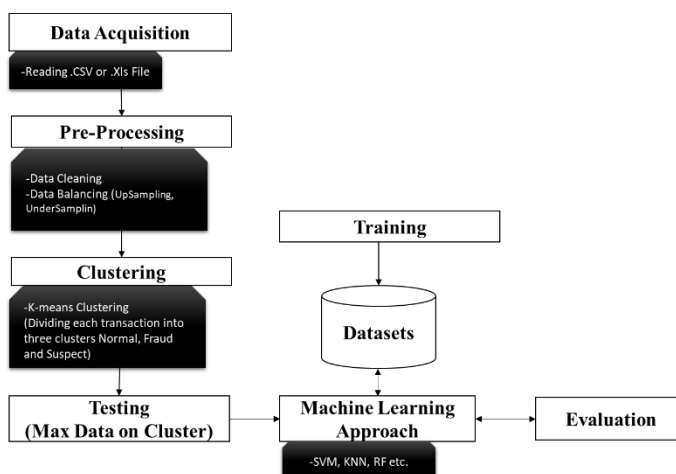 Data Acquisition
-Reading .CSV or .Xls File
Pre-Processing
-Data Cleaning
-Data Balancing (UpSampling,
UnderSamplin)
Clustering
-K-means Clustering
(Dividing each transaction into
three clusters Normal, Fraud
and Suspect)
Testing
(Max Data on Cluster)
Training
Datasets
Machine Learning
Approach
-SVM, KNN, RF etc.
Evaluation